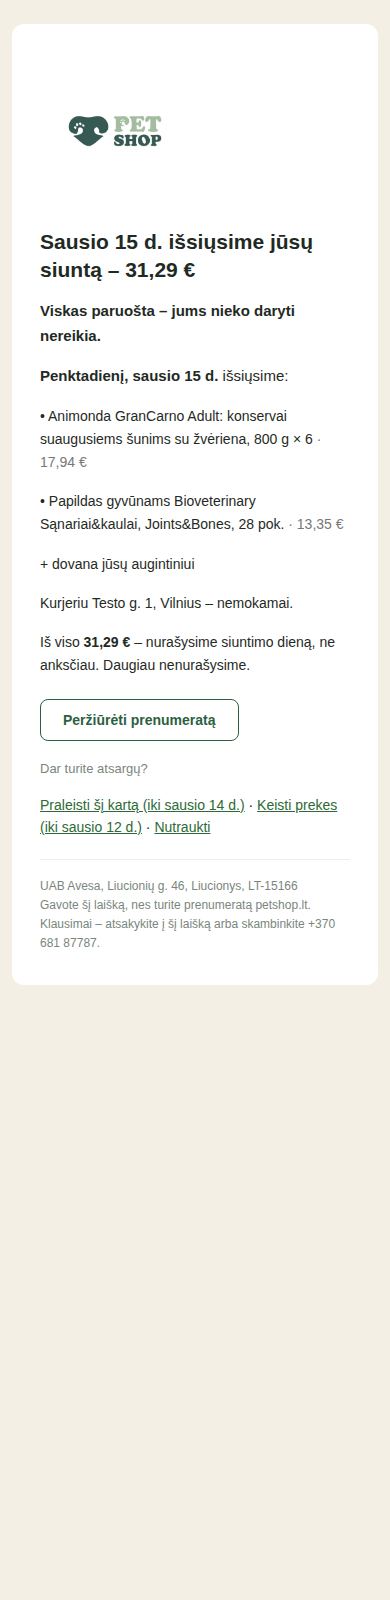 PET
SHOP
Sausio 15 d. išsiųsime jūsų
siuntą – 31,29 €
Viskas paruošta – jums nieko daryti
nereikia.
Penktadienį, sausio 15 d. išsiųsime:
• Animonda GranCarno Adult: konservai
suaugusiems šunims su žvėriena, 800 g × 6 ·
17,94 €
• Papildas gyvūnams Bioveterinary
Sąnariai&kaulai, Joints&Bones, 28 pok. · 13,35 €
+ dovana jūsų augintiniui
Kurjeriu Testo g. 1, Vilnius – nemokamai.
Iš viso 31,29 € – nurašysime siuntimo dieną, ne
anksčiau. Daugiau nenurašysime.
Peržiūrėti prenumeratą
Dar turite atsargų?
Praleisti šį kartą (iki sausio 14 d.) · Keisti prekes
(iki sausio 12 d.) · Nutraukti
UAB Avesa, Liucionių g. 46, Liucionys, LT-15166
Gavote šį laišką, nes turite prenumeratą petshop.lt.
Klausimai – atsakykite į šį laišką arba skambinkite +370
681 87787.